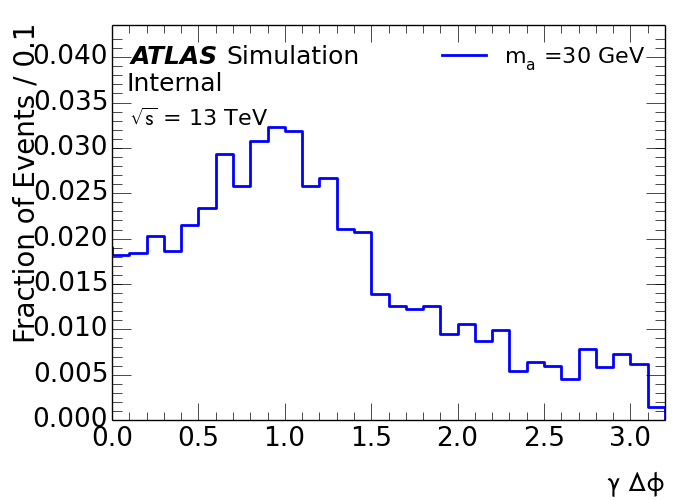 ATLAS Simulation
Internal
√s = 13 TeV
mₐ =30 GeV
Fraction of Events / 0.1
0.040
0.035
0.030
0.025
0.020
0.015
0.010
0.005
0.000
0.0 0.5 1.0 1.5 2.0 2.5 3.0
γ Δϕ